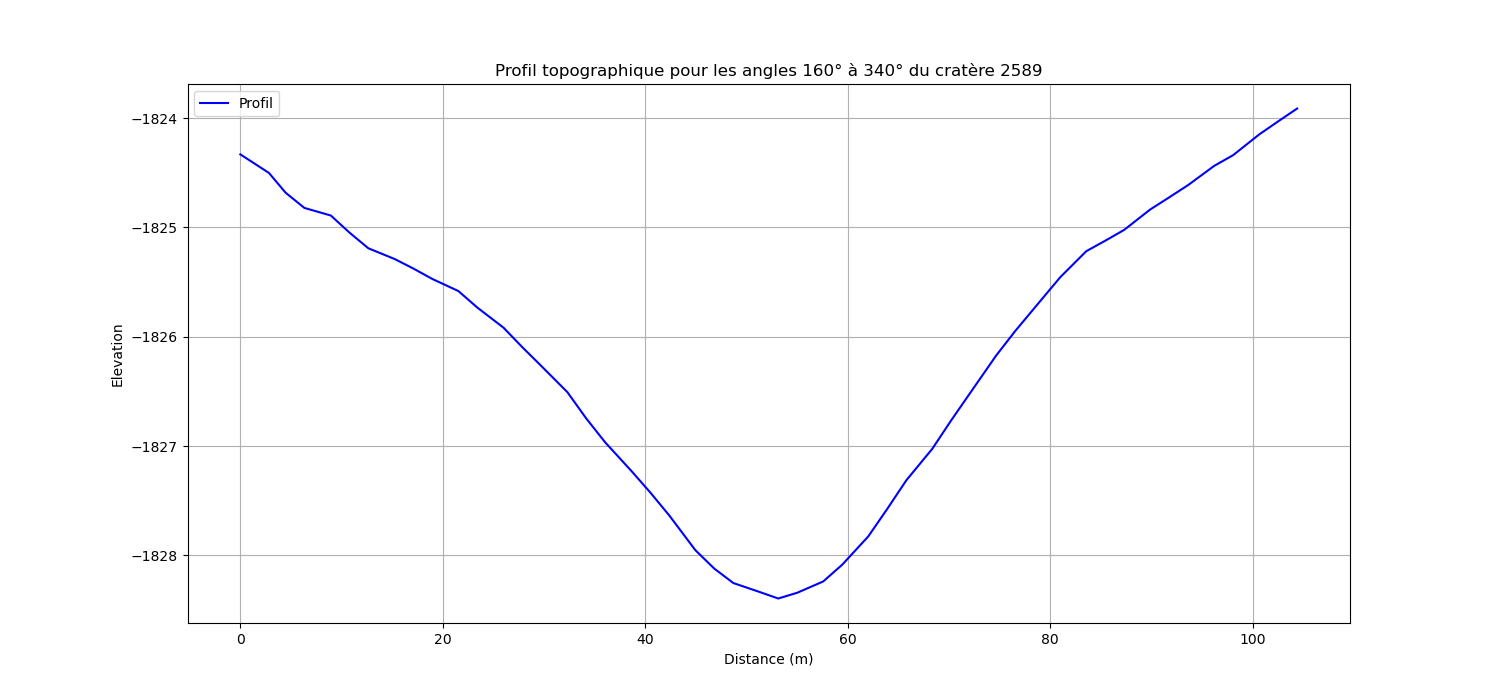 Profil topographique pour les angles 160° à 340° du cratère 2589
Profil
−1824
−1825
−1826
−1827
−1828
Elevation
0 20 40 60 80 100
Distance (m)